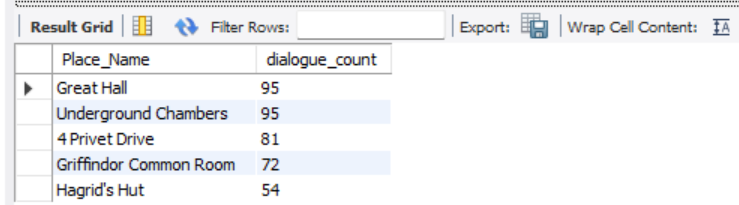 Result Grid Filter Rows: Export: Wrap Cell Content: IA
Place_Name dialogue_count
Great Hall 95
Underground Chambers 95
4 Privet Drive 81
Griffindor Common Room 72
Hagrid's Hut 54